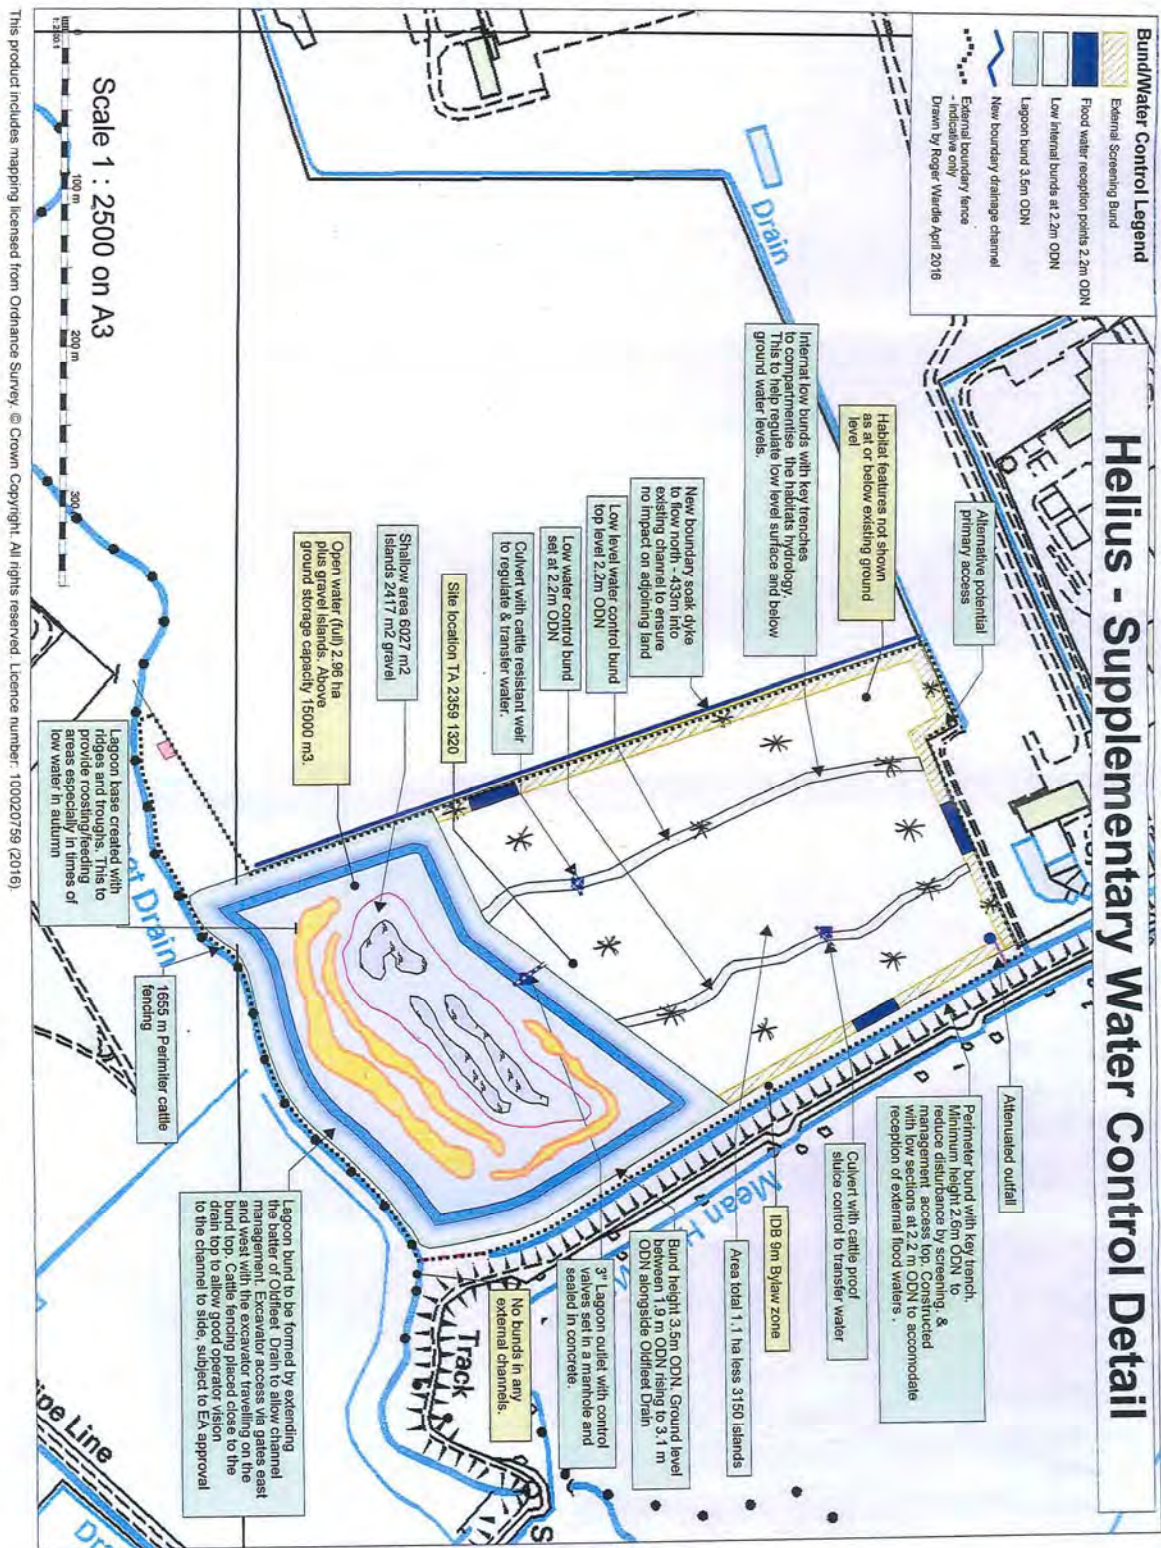 Helius - Supplementary Water Control Detail
Bund/Water Control Legend
External Screening Bund
Flood water reception points 2.2m ODN
Low internal bunds at 2.2m ODN
Lagoon bund 3.5m ODN
New boundary drainage channel
External boundary fence
- indicative only
Drawn by Roger Wardle April 2016
Alternative potential
primary access
Habitat features not shown
as at or below existing ground
level
Internal low bunds with key trenches
to compartmentise the habitats hydrology.
This to help regulate low level surface and below
ground water levels.
Drain
New boundary soak dyke
to flow north - 433m into
existing channel to ensure
no impact on adjoining land
Low level water control bund
top level 2.2m ODN
Low water control bund
set at 2.2m ODN
Culvert with cattle resistant weir
to regulate & transfer water.
Site location TA 2359 1320
Shallow area 6027 m2
Islands 2417 m2 gravel
Open water (full) 2.96 ha
plus gravel islands. Above
ground storage capacity 15000 m3.
Attenuated outfall
Perimeter bund with key trench.
Minimum height 2.6m ODN to
reduce disturbance by screening, &
management access top. Constructed
with low sections at 2.2 m ODN to accomodate
reception of external flood waters .
Culvert with cattle proof
sluice control to transfer water
IDB 9m Bylaw zone
Area total 1.1 ha less 3150 islands
Mean H
Bund height 3.5m ODN. Ground level
between 1.9 m ODN rising to 3.1 m
ODN alongside Oldfleet Drain
3" Lagoon outlet with control
valves set in a manhole and
sealed in concrete.
No bunds in any
external channels.
Track
Lagoon bund to be formed by extending
the batter of Oldfleet Drain to allow channel
management. Excavator access via gates east
and west with the excavator travelling on the
bund top. Cattle fencing placed close to the
drain top to allow good operator vision
to the channel to side, subject to EA approval
1655 m Perimiter cattle
fencing
Lagoon base created with
ridges and troughs. This to
provide roosting/feeding
areas especially in times of
low water in autumn
et Drain
ipe Line
Dra
Scale 1 : 2500 on A3
0 100 m 200 m 300
This product includes mapping licensed from Ordnance Survey. © Crown Copyright. All rights reserved. Licence number: 100020759 (2016).